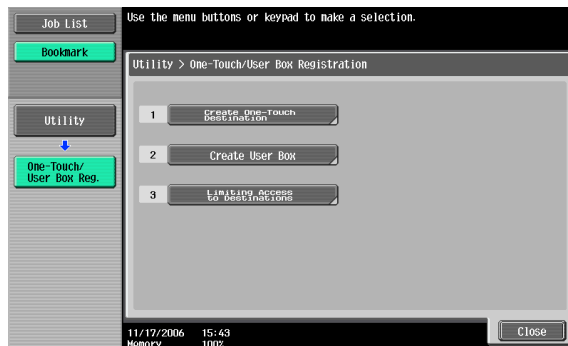 Job List
Bookmark
Use the menu buttons or keypad to make a selection.
Utility > One-Touch/User Box Registration
Utility
One-Touch/
User Box Reg.
1 Create One-Touch
Destination
2 Create User Box
3 Limiting Access
to Destinations
11/17/2006 15:43
Memory 100%
Close